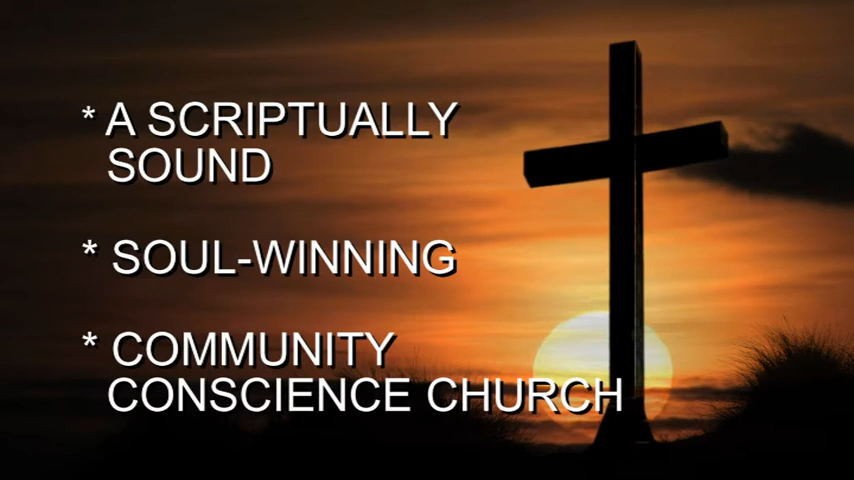 * A SCRIPTUALLY
SOUND
* SOUL-WINNING
* COMMUNITY
CONSCIENCE CHURCH